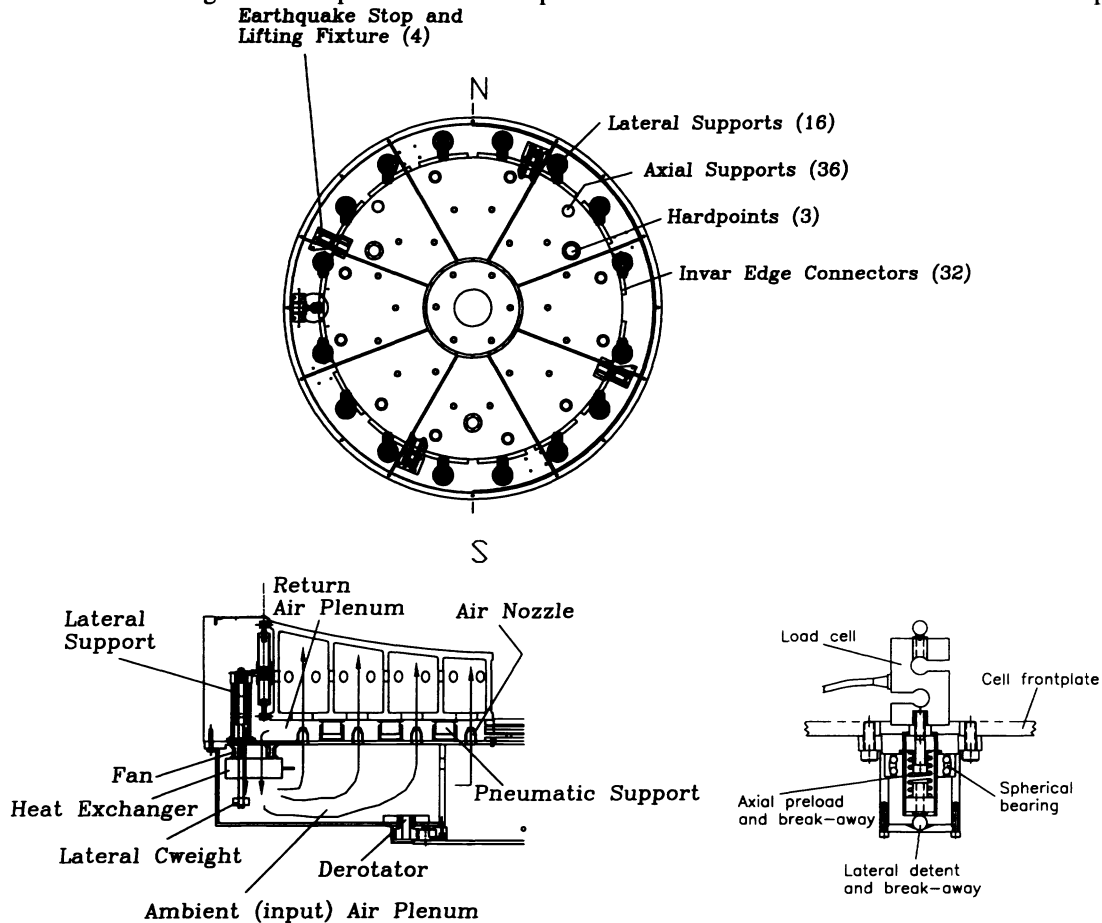 Earthquake Stop and
Lifting Fixture (4)
N
Lateral Supports (16)
Axial Supports (36)
Hardpoints (3)
Invar Edge Connectors (32)
S
Return
Air Plenum
Air Nozzle
Lateral
Support
Fan
Heat Exchanger
Pneumatic Support
Lateral Cweight
Derotator
Ambient (input) Air Plenum
Load cell
Cell frontplate
Axial preload
and break-away
Spherical
bearing
Lateral detent
and break-away